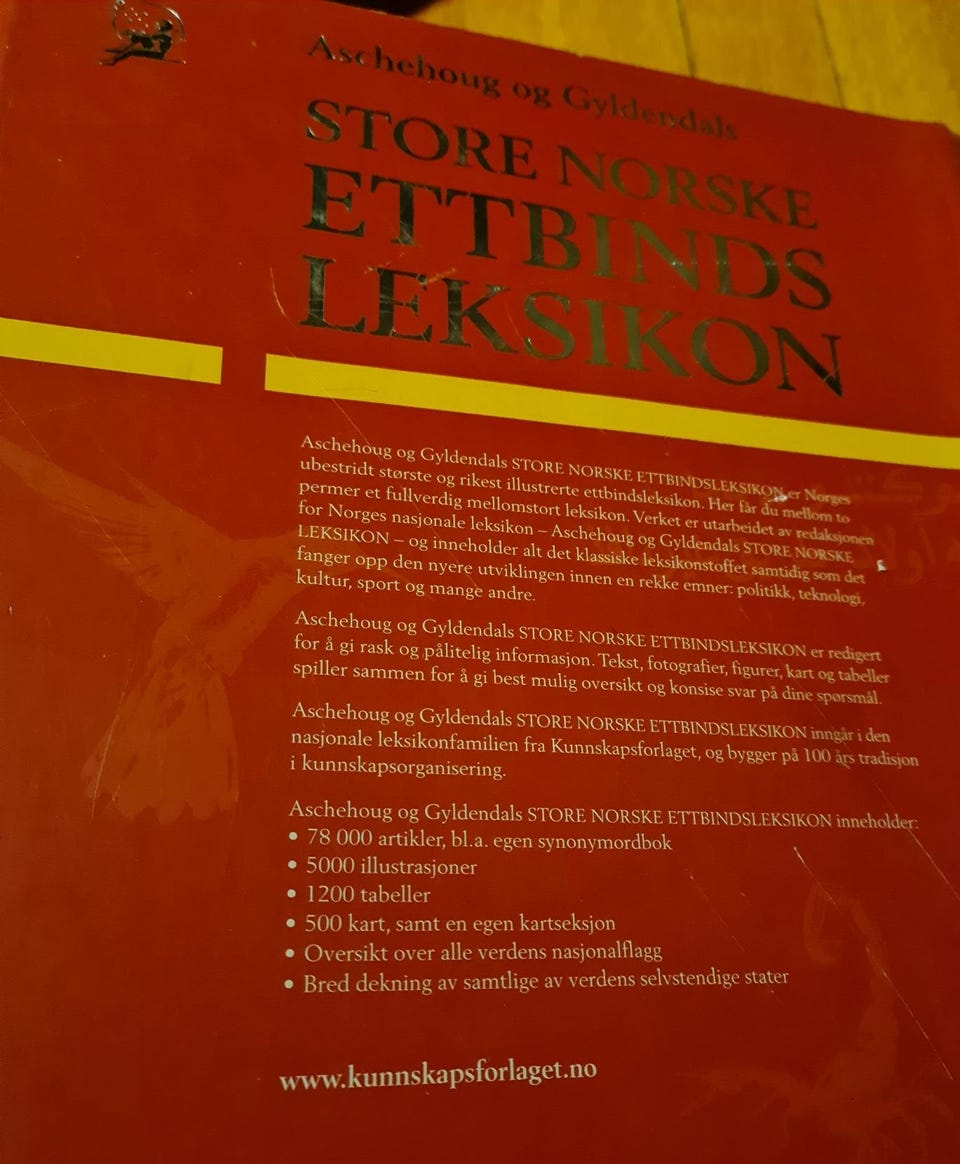 Aschehoug og Gyldendals
STORE NORSKE
ETTBINDS
LEKSIKON
Aschehoug og Gyldendals STORE NORSKE ETTBINDSLEKSIKON er Norges
ubestridt største og rikest illustrerte ettbindsleksikon. Her får du mellom to
permer et fullverdig mellomstort leksikon. Verket er utarbeidet av redaksjonen
for Norges nasjonale leksikon – Aschehoug og Gyldendals STORE NORSKE
LEKSIKON – og inneholder alt det klassiske leksikonstoffet samtidig som det
fanger opp den nyere utviklingen innen en rekke emner: politikk, teknologi,
kultur, sport og mange andre.
Aschehoug og Gyldendals STORE NORSKE ETTBINDSLEKSIKON er redigert
for å gi rask og pålitelig informasjon. Tekst, fotografier, figurer, kart og tabeller
spiller sammen for å gi best mulig oversikt og konsise svar på dine spørsmål.
Aschehoug og Gyldendals STORE NORSKE ETTBINDSLEKSIKON inngår i den
nasjonale leksikonfamilien fra Kunnskapsforlaget, og bygger på 100 års tradisjon
i kunnskapsorganisering.
Aschehoug og Gyldendals STORE NORSKE ETTBINDSLEKSIKON inneholder:
• 78 000 artikler, bl.a. egen synonymordbok
• 5000 illustrasjoner
• 1200 tabeller
• 500 kart, samt en egen kartseksjon
• Oversikt over alle verdens nasjonalflagg
• Bred dekning av samtlige av verdens selvstendige stater
www.kunnskapsforlaget.no